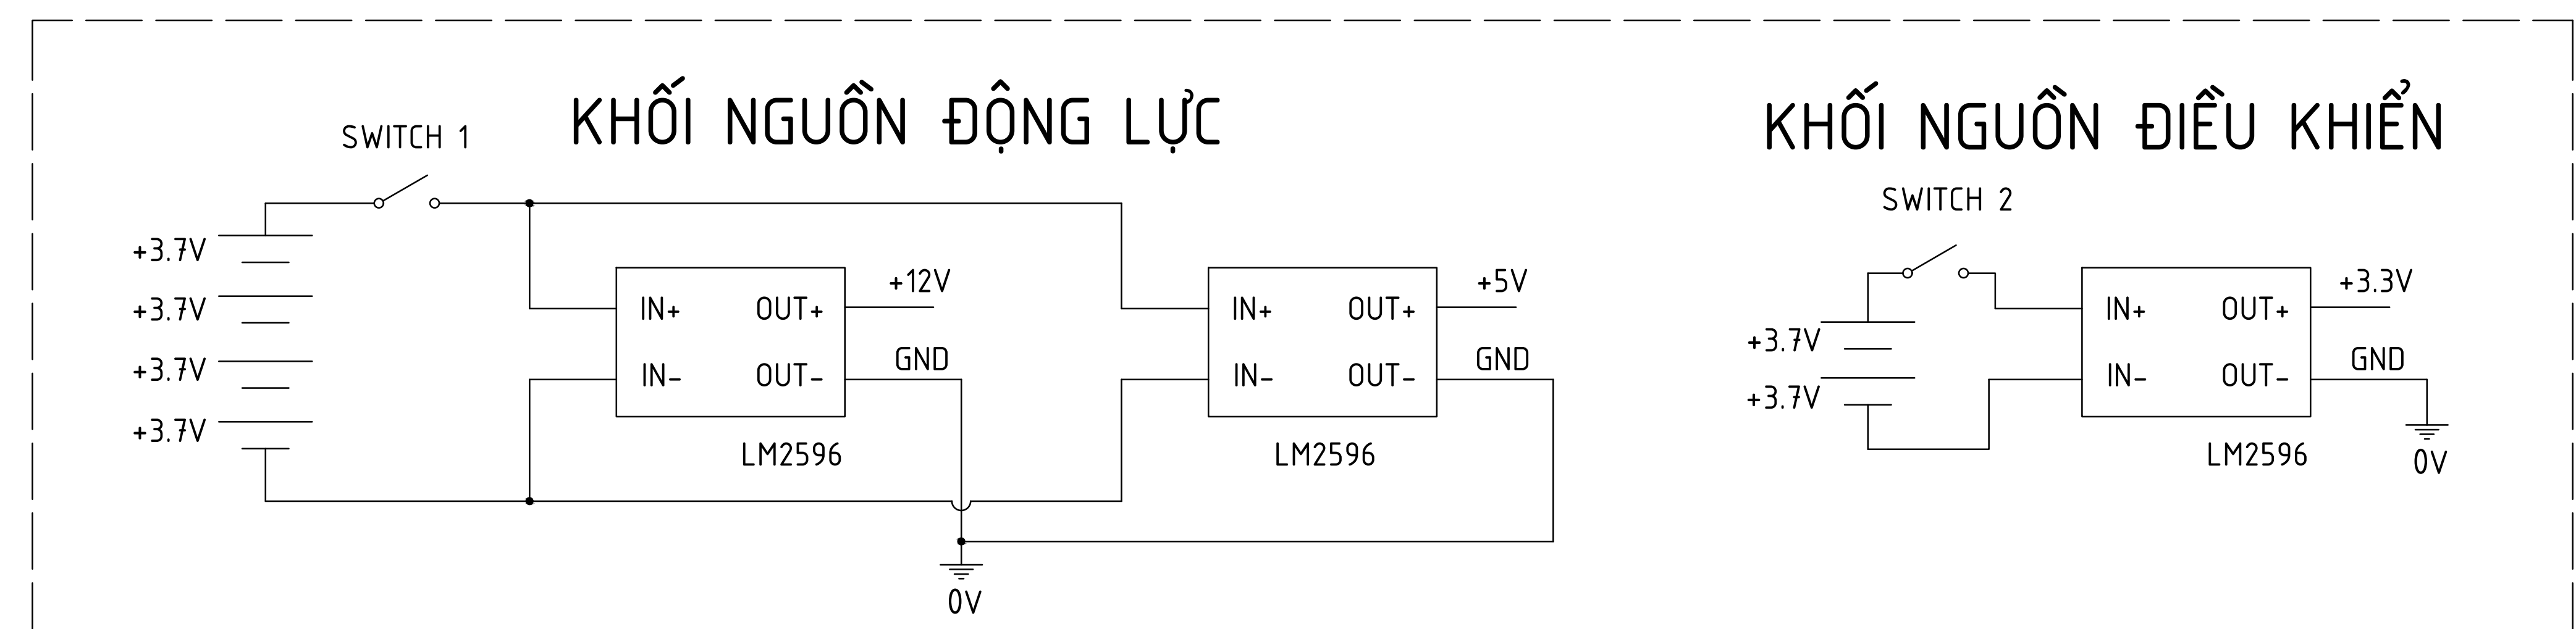 KHỐI NGUỒN ĐỘNG LỰC
SWITCH 1
+3.7V
+3.7V
+3.7V
+3.7V
IN+ OUT+
IN- OUT-
+12V
GND
LM2596
IN+ OUT+
IN- OUT-
+5V
GND
LM2596
0V
KHỐI NGUỒN ĐIỀU KHIỂN
SWITCH 2
+3.7V
+3.7V
IN+ OUT+
IN- OUT-
+3.3V
GND
LM2596
0V